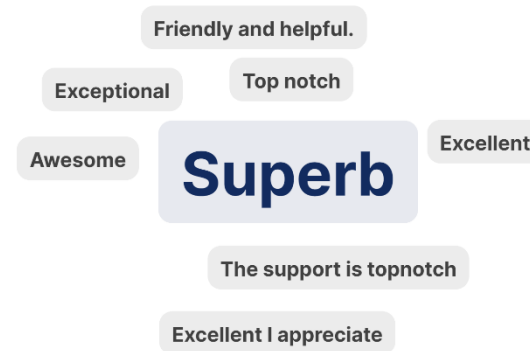 Friendly and helpful.
Top notch
Exceptional
Excellent
Awesome
Superb
The support is topnotch
Excellent I appreciate